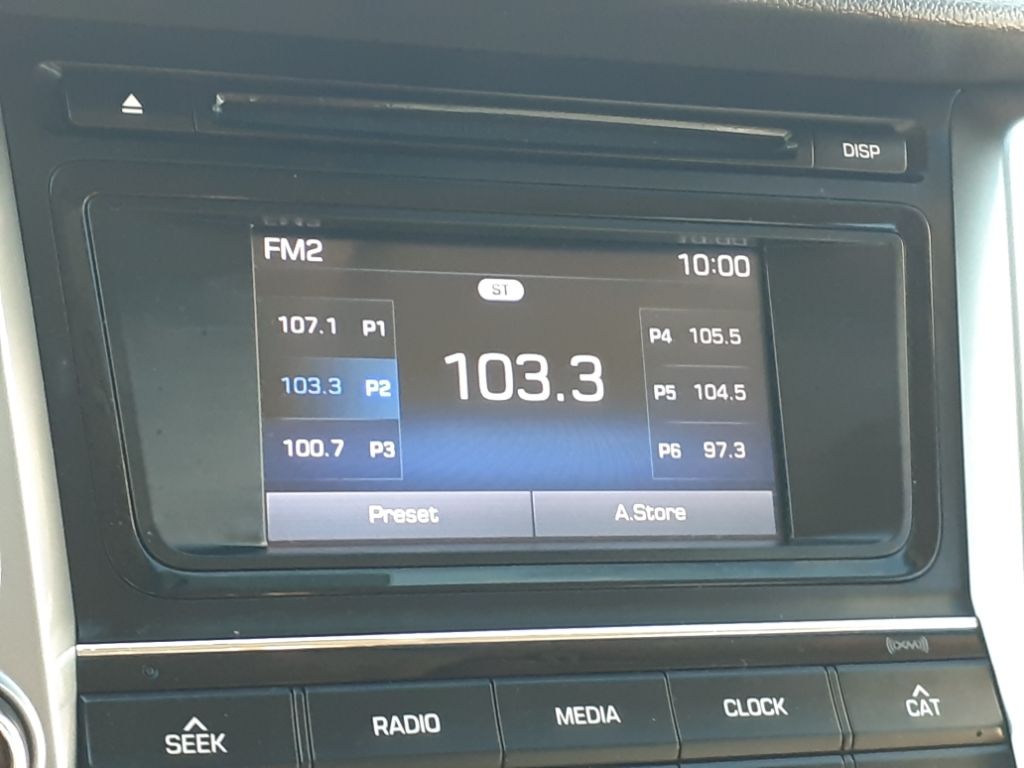 DISP
FM2
10:00
ST
107.1 P1
P4 105.5
103.3
103.3 P2
P5 104.5
100.7 P3
P6 97.3
Preset
A.Store
SEEK
RADIO
MEDIA
CLOCK
CAT